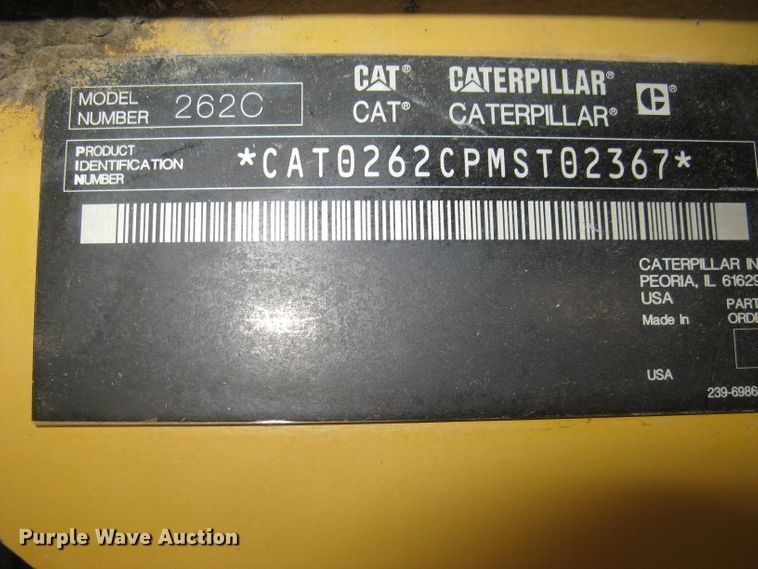 CAT® CATERPILLAR®
CAT® CATERPILLAR® C®
MODEL NUMBER 262C
PRODUCT IDENTIFICATION NUMBER *CAT0262CPMST02367*
CATERPILLAR IN
PEORIA, IL 61629
USA PART
Made In ORDE
USA
239-6986
Purple Wave Auction